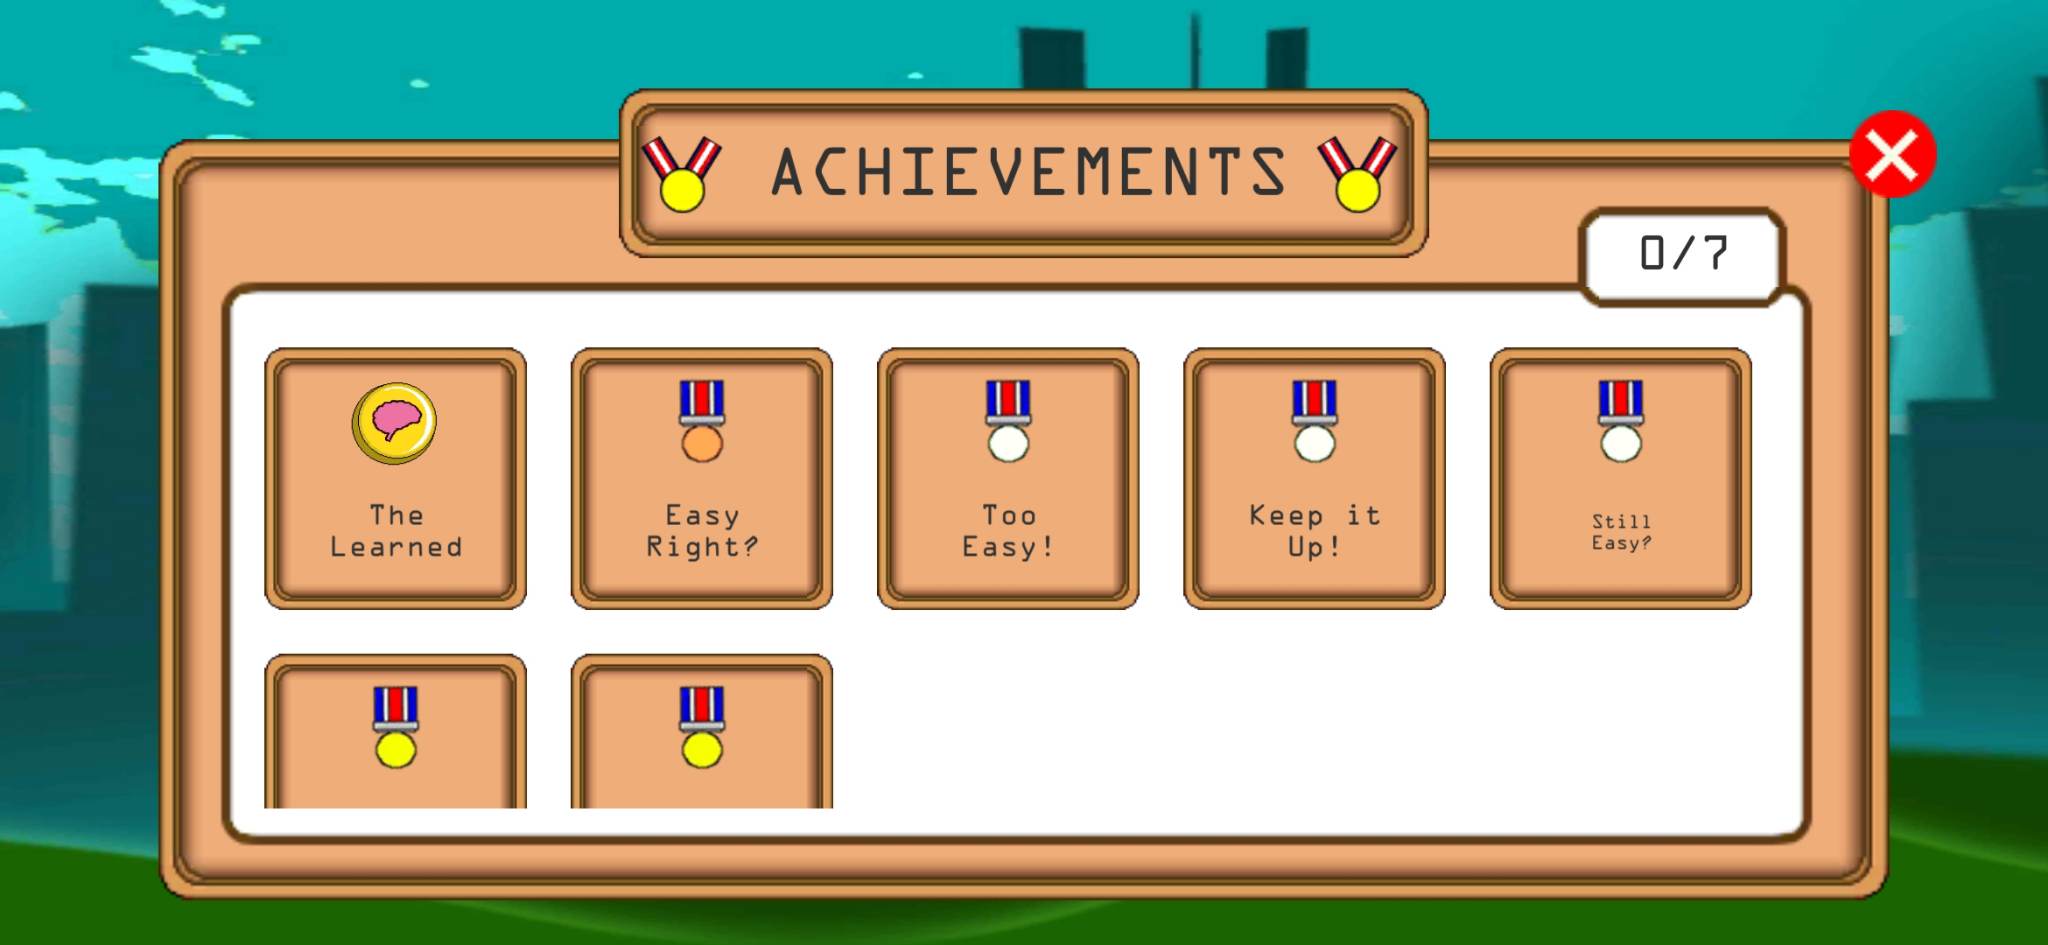 ACHIEVEMENTS
0/7
The
Learned
Easy
Right?
Too
Easy!
Keep it
Up!
Still
Easy?